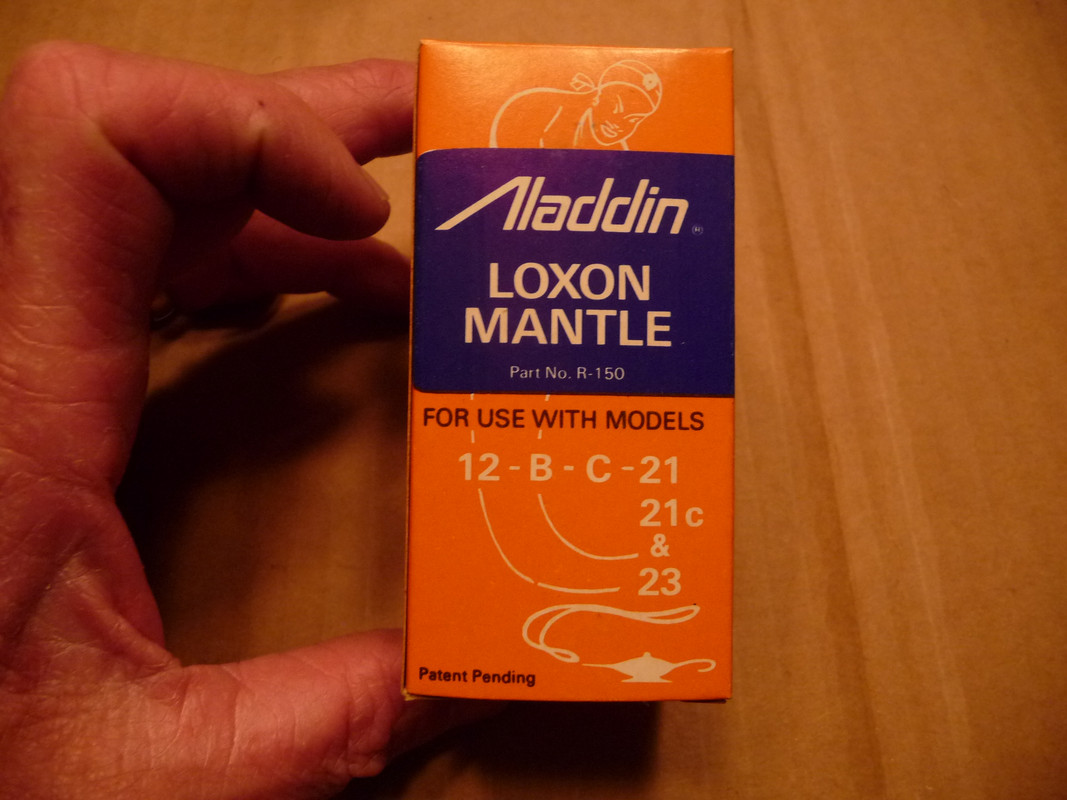 Aladdin ®
LOXON
MANTLE
Part No. R-150
FOR USE WITH MODELS
12 - B - C - 21
21c
&
23
Patent Pending